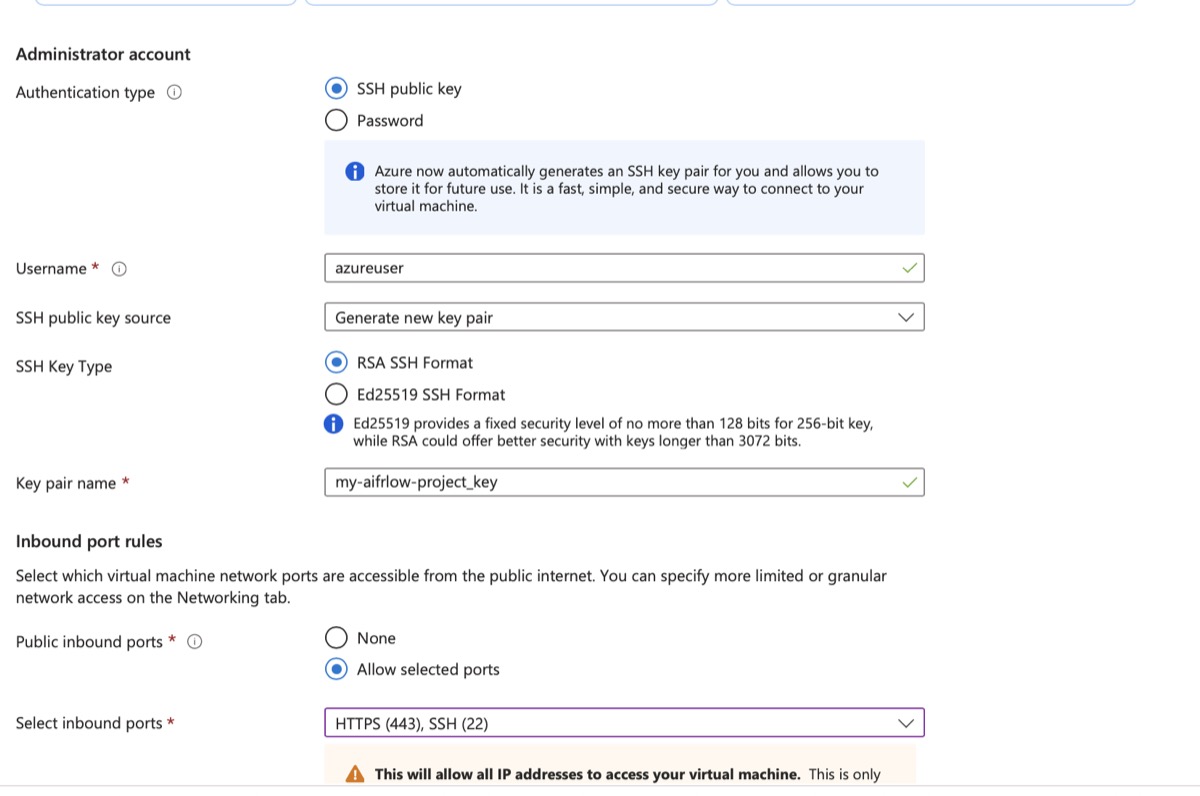 Administrator account
Authentication type
SSH public key
Password
Azure now automatically generates an SSH key pair for you and allows you to
store it for future use. It is a fast, simple, and secure way to connect to your
virtual machine.
Username *
azureuser
SSH public key source
Generate new key pair
SSH Key Type
RSA SSH Format
Ed25519 SSH Format
Ed25519 provides a fixed security level of no more than 128 bits for 256-bit key,
while RSA could offer better security with keys longer than 3072 bits.
Key pair name *
my-aifrlow-project_key
Inbound port rules
Select which virtual machine network ports are accessible from the public internet. You can specify more limited or granular
network access on the Networking tab.
Public inbound ports *
None
Allow selected ports
Select inbound ports *
HTTPS (443), SSH (22)
This will allow all IP addresses to access your virtual machine. This is only